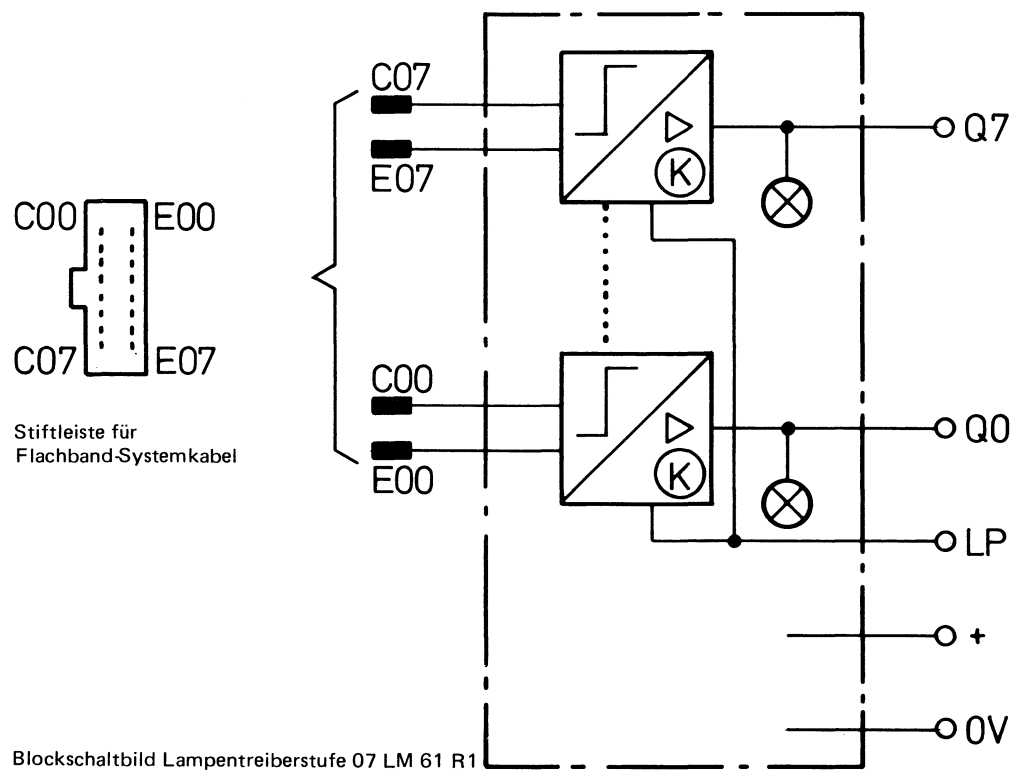 C07
E07
Q7
K
C00 E00
C07 E07
Stiftleiste für
Flachband-Systemkabel
C00
E00
Q0
K
LP
+
0V
Blockschaltbild Lampentreiberstufe 07 LM 61 R1